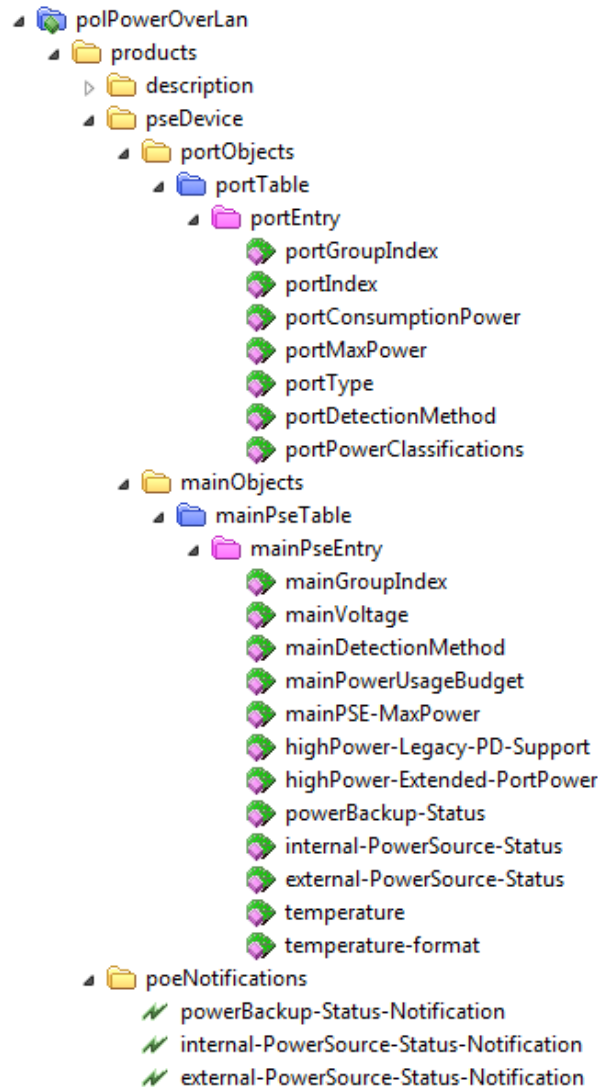 polPowerOverLan
products
description
pseDevice
portObjects
portTable
portEntry
portGroupIndex
portIndex
portConsumptionPower
portMaxPower
portType
portDetectionMethod
portPowerClassifications
mainObjects
mainPseTable
mainPseEntry
mainGroupIndex
mainVoltage
mainDetectionMethod
mainPowerUsageBudget
mainPSE-MaxPower
highPower-Legacy-PD-Support
highPower-Extended-PortPower
powerBackup-Status
internal-PowerSource-Status
external-PowerSource-Status
temperature
temperature-format
poeNotifications
powerBackup-Status-Notification
internal-PowerSource-Status-Notification
external-PowerSource-Status-Notification